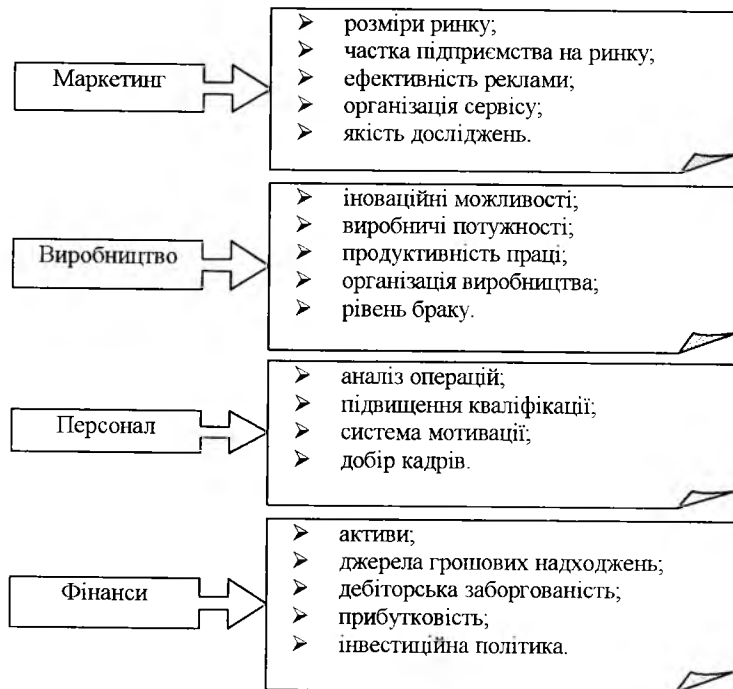 Маркетинг
розміри ринку;
частка підприємства на ринку;
ефективність реклами;
організація сервісу;
якість досліджень.
Виробництво
іноваційні можливості;
виробничі потужності;
продуктивність праці;
організація виробництва;
рівень браку.
Персонал
аналіз операцій;
підвищення кваліфікації;
система мотивації;
добір кадрів.
Фінанси
активи;
джерела грошових надходжень;
дебіторська заборгованість;
прибутковість;
інвестиційна політика.